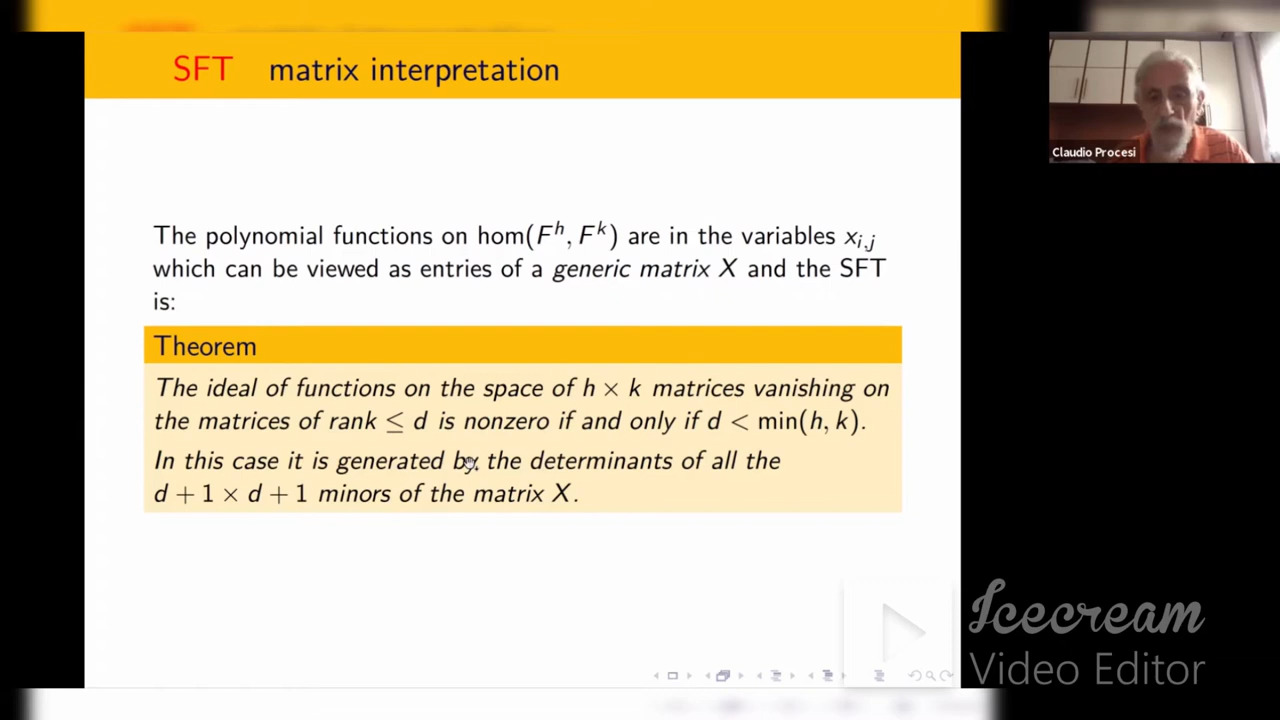 SFT matrix interpretation
Claudio Procesi
The polynomial functions on hom(Fʰ, Fᵏ) are in the variables xᵢ,ⱼ
which can be viewed as entries of a generic matrix X and the SFT
is:
Theorem
The ideal of functions on the space of h × k matrices vanishing on
the matrices of rank ≤ d is nonzero if and only if d < min(h, k).
In this case it is generated by the determinants of all the
d + 1 × d + 1 minors of the matrix X.
Icecream
Video Editor